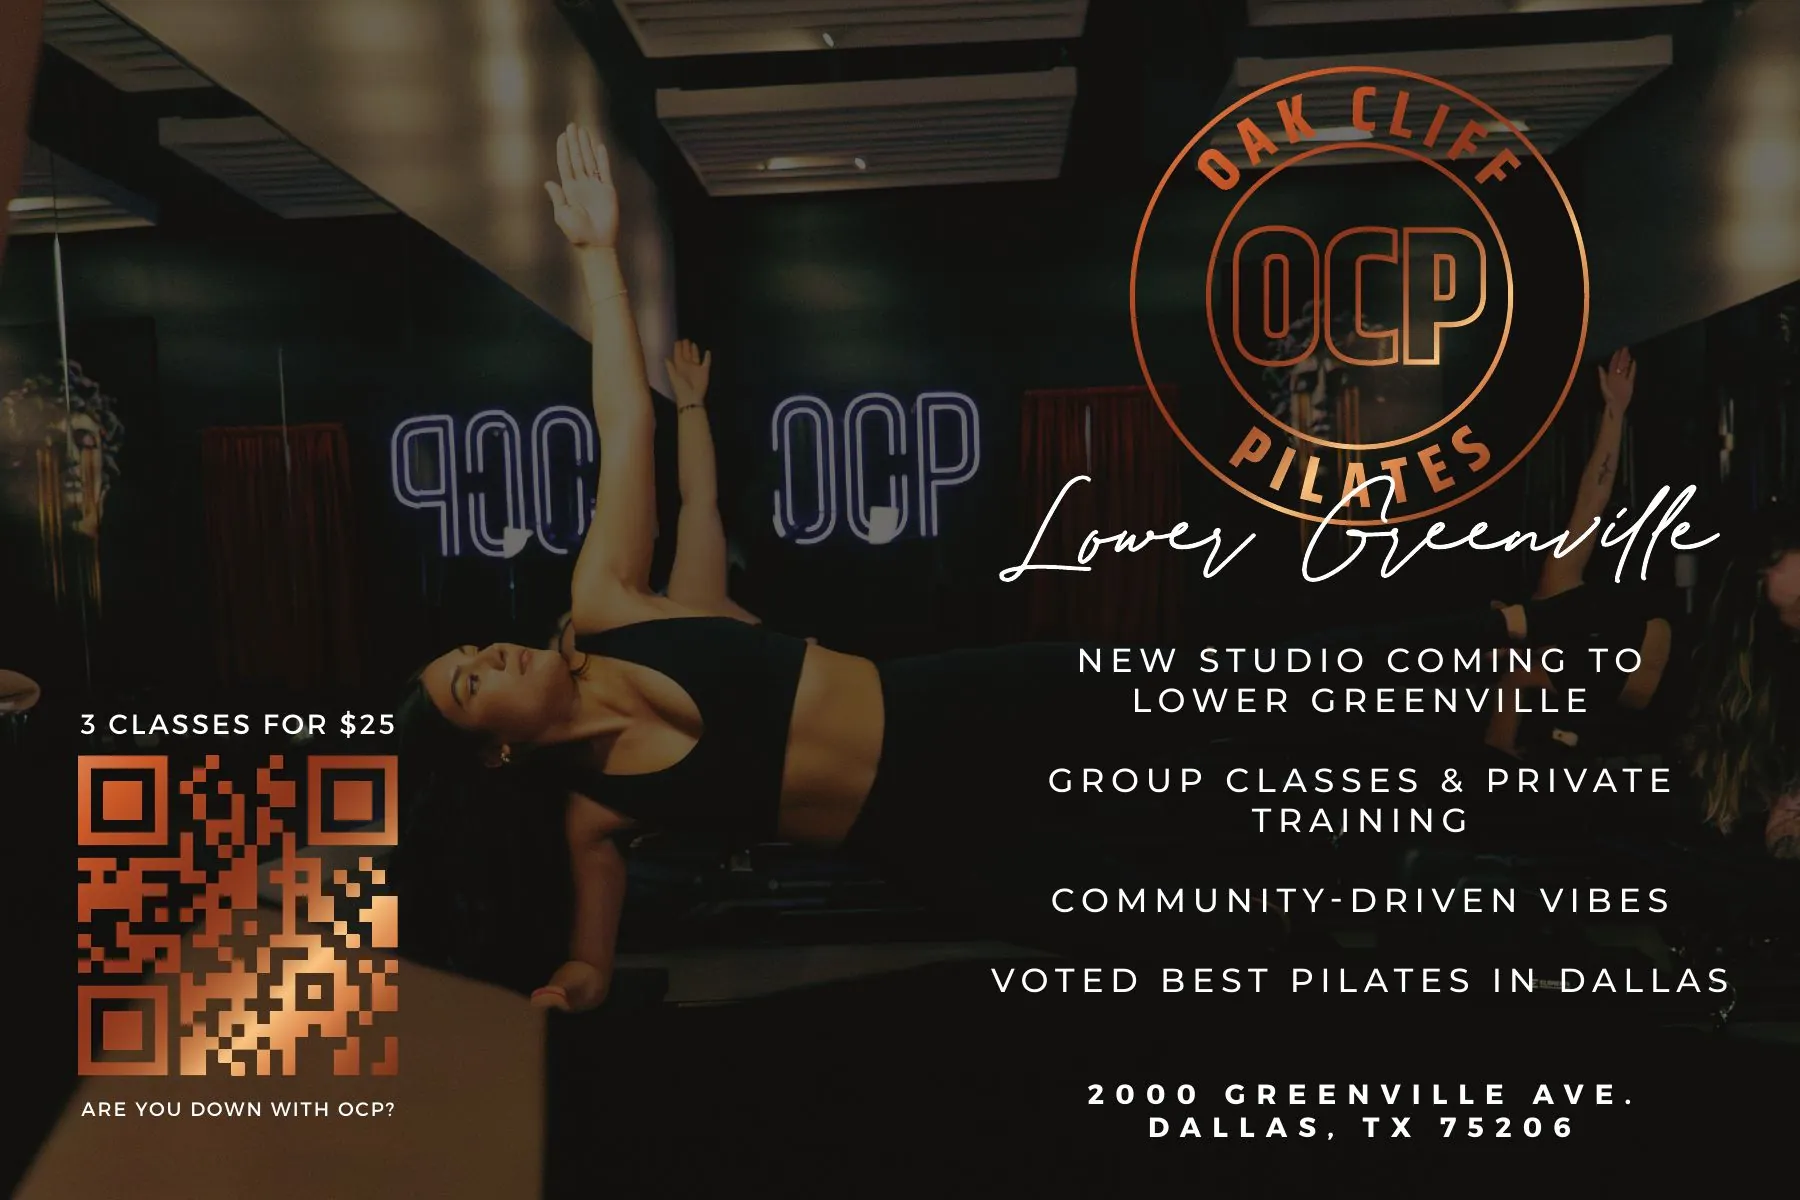 OAK CLIFF
OCP
PILATES
Lower Greenville
OCP
OCP
NEW STUDIO COMING TO
LOWER GREENVILLE
GROUP CLASSES & PRIVATE
TRAINING
COMMUNITY-DRIVEN VIBES
VOTED BEST PILATES IN DALLAS
2000 GREENVILLE AVE.
DALLAS, TX 75206
3 CLASSES FOR $25
ARE YOU DOWN WITH OCP?